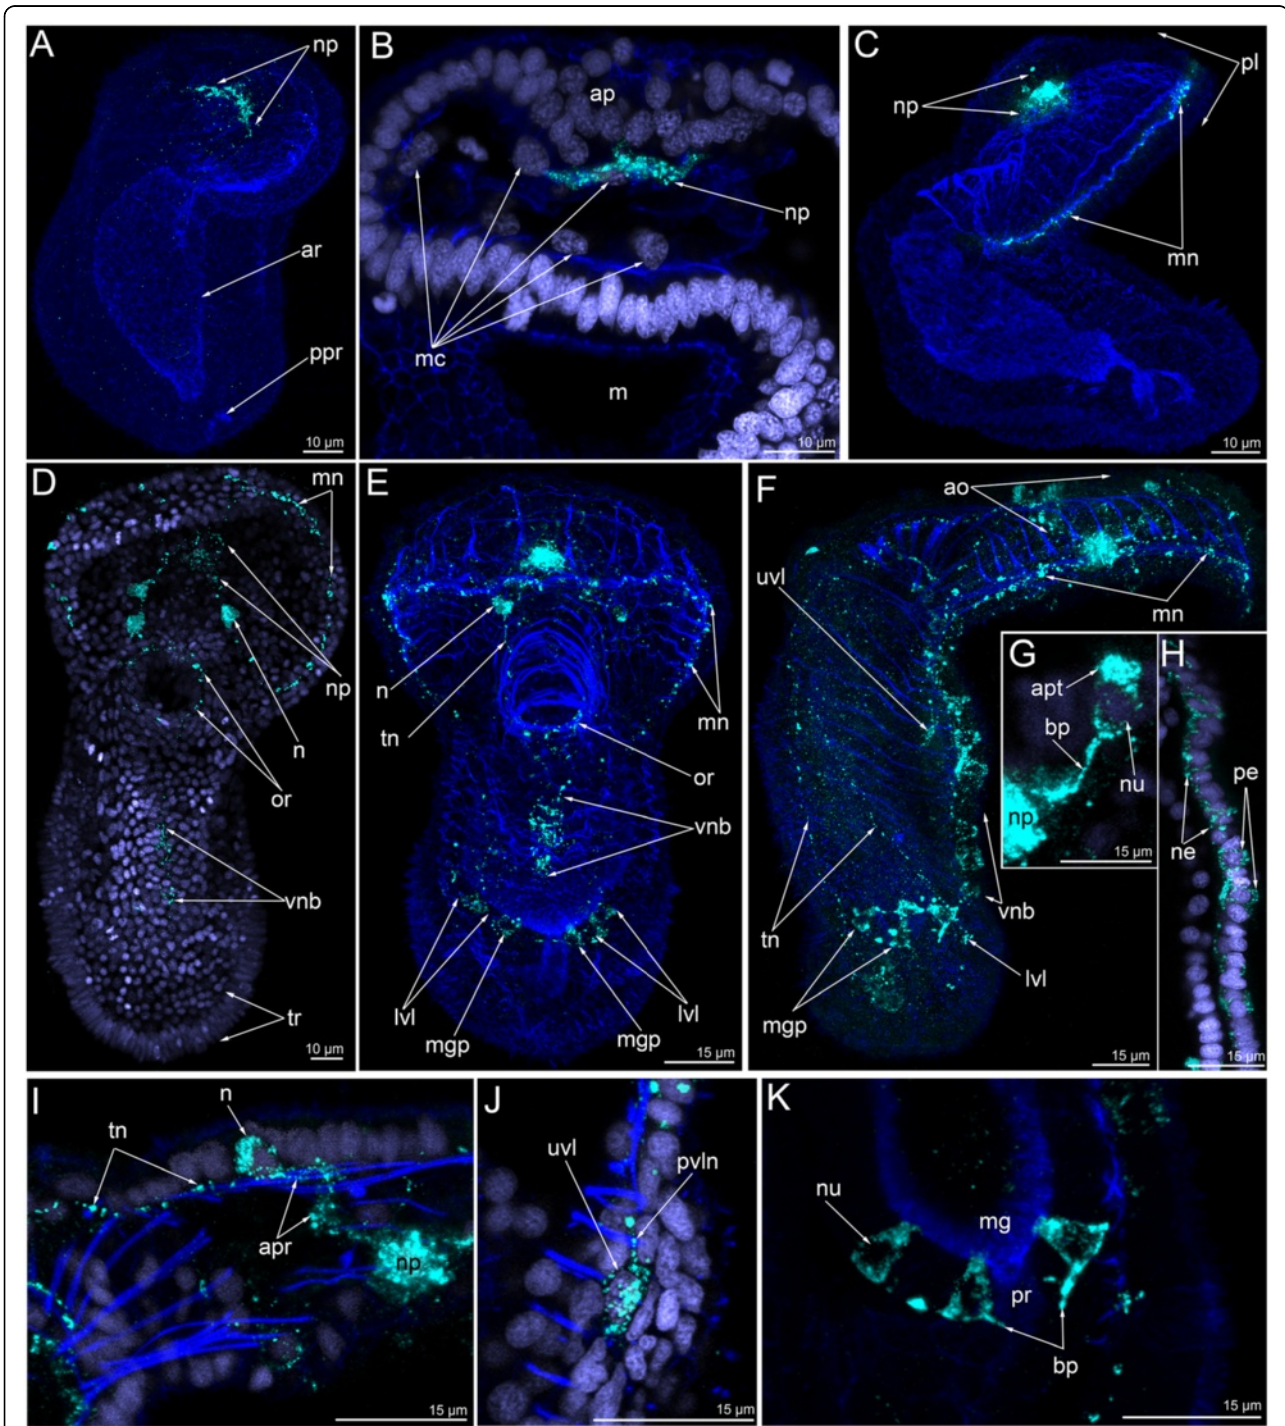 A
np
ar
ppr
10 µm
B
ap
np
mc
m
10 µm
C
pl
np
mn
10 µm
D
mn
np
n
or
vnb
tr
10 µm
E
n
tn
mn
or
vnb
lvl
lvl
mgp
mgp
15 µm
F
ao
uvl
mn
tn
vnb
lvl
mgp
15 µm
G
apt
bp
nu
np
15 µm
H
pe
ne
15 µm
I
n
tn
apr
np
15 µm
J
uvl
pvln
15 µm
K
nu
mg
pr
bp
15 µm